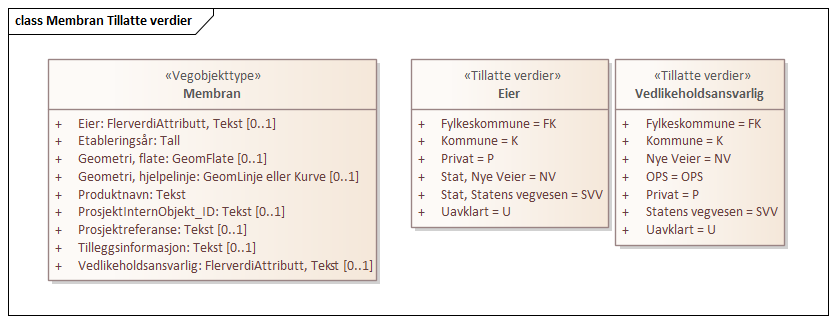 class Membran Tillatte verdier
«Vegobjekttype»
Membran
+ Eier: FlerverdiAttributt, Tekst [0..1]
+ Etableringsår: Tall
+ Geometri, flate: GeomFlate [0..1]
+ Geometri, hjelpelinje: GeomLinje eller Kurve [0..1]
+ Produktnavn: Tekst
+ ProsjektInternObjekt_ID: Tekst [0..1]
+ Prosjektreferanse: Tekst [0..1]
+ Tilleggsinformasjon: Tekst [0..1]
+ Vedlikeholdsansvarlig: FlerverdiAttributt, Tekst [0..1]
«Tillatte verdier»
Eier
+ Fylkeskommune = FK
+ Kommune = K
+ Privat = P
+ Stat, Nye Veier = NV
+ Stat, Statens vegvesen = SVV
+ Uavklart = U
«Tillatte verdier»
Vedlikeholdsansvarlig
+ Fylkeskommune = FK
+ Kommune = K
+ Nye Veier = NV
+ OPS = OPS
+ Privat = P
+ Statens vegvesen = SVV
+ Uavklart = U